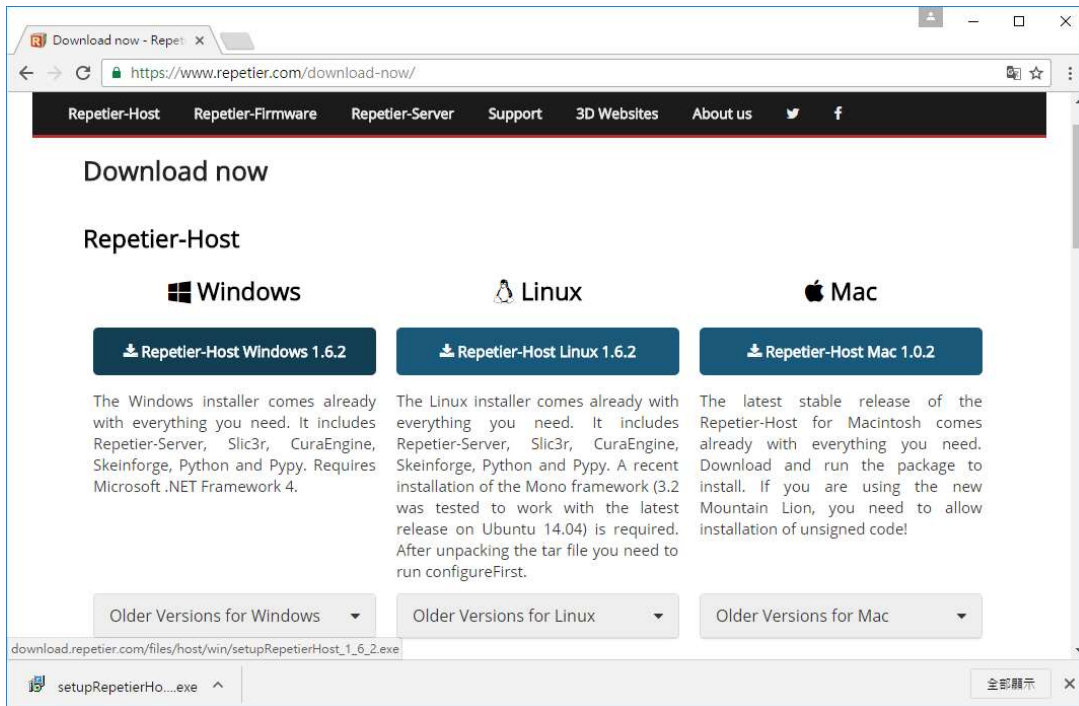 Download now - Repet
https://www.repetier.com/download-now/
Repetier-Host Repetier-Firmware Repetier-Server Support 3D Websites About us
Download now
Repetier-Host
Windows
Repetier-Host Windows 1.6.2
The Windows installer comes already
with everything you need. It includes
Repetier-Server, Slic3r, CuraEngine,
Skeinforge, Python and Pypy. Requires
Microsoft .NET Framework 4.
Older Versions for Windows
Linux
Repetier-Host Linux 1.6.2
The Linux installer comes already with
everything you need. It includes
Repetier-Server, Slic3r, CuraEngine,
Skeinforge, Python and Pypy. A recent
installation of the Mono framework (3.2
was tested to work with the latest
release on Ubuntu 14.04) is required.
After unpacking the tar file you need to
run configureFirst.
Older Versions for Linux
Mac
Repetier-Host Mac 1.0.2
The latest stable release of the
Repetier-Host for Macintosh comes
already with everything you need.
Download and run the package to
install. If you are using the new
Mountain Lion, you need to allow
installation of unsigned code!
Older Versions for Mac
download.repetier.com/files/host/win/setupRepetierHost_1_6_2.exe
setupRepetierHo....exe
全部顯示